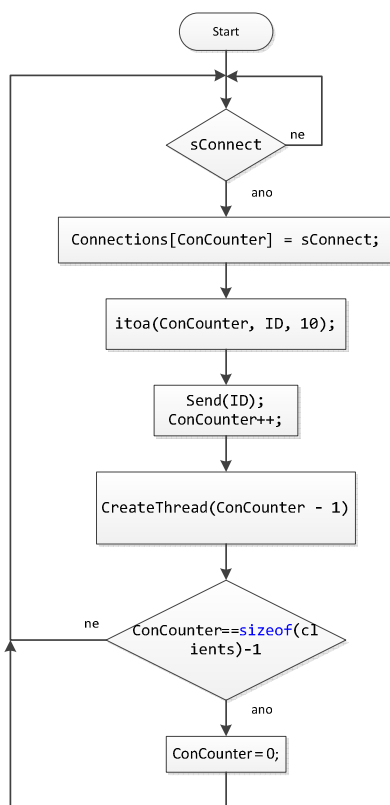 Start
sConnect
ne
ano
Connections[ConCounter] = sConnect;
itoa(ConCounter, ID, 10);
Send(ID);
ConCounter++;
CreateThread(ConCounter - 1)
ne
ConCounter==sizeof(cl
ients)-1
ano
ConCounter = 0;